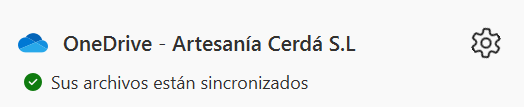 OneDrive - Artesanía Cerdá S.L
Sus archivos están sincronizados